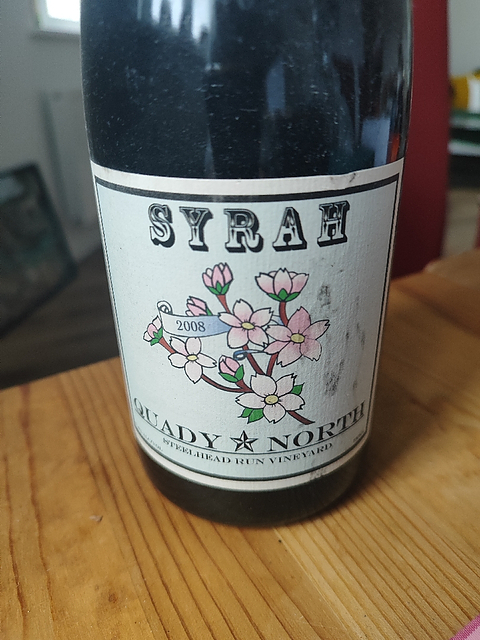 SYRAH
2008
QUADY ★ NORTH
STEELHEAD RUN VINEYARD